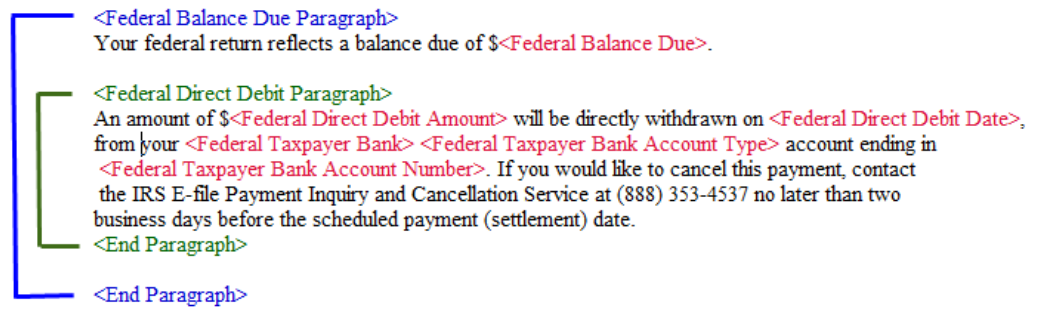 <Federal Balance Due Paragraph>
Your federal return reflects a balance due of $<Federal Balance Due>.
<Federal Direct Debit Paragraph>
An amount of $<Federal Direct Debit Amount> will be directly withdrawn on <Federal Direct Debit Date>,
from your <Federal Taxpayer Bank> <Federal Taxpayer Bank Account Type> account ending in
<Federal Taxpayer Bank Account Number>. If you would like to cancel this payment, contact
the IRS E-file Payment Inquiry and Cancellation Service at (888) 353-4537 no later than two
business days before the scheduled payment (settlement) date.
<End Paragraph>
<End Paragraph>